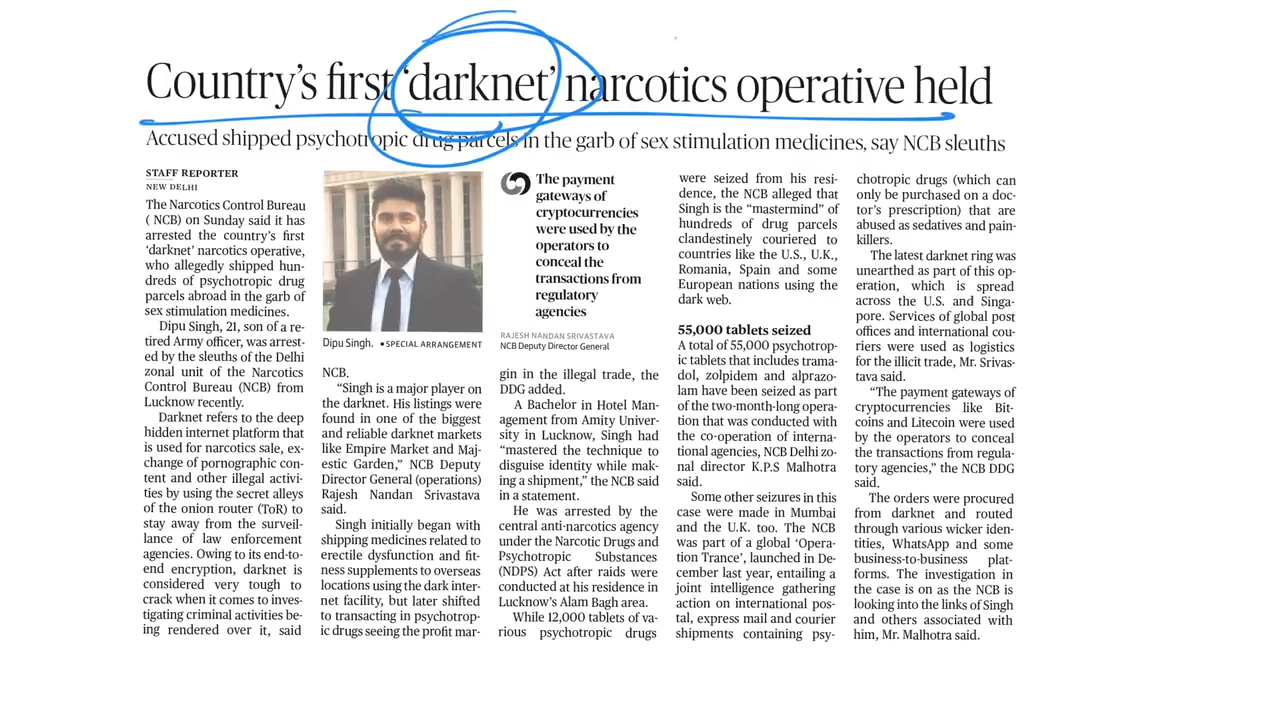 Country's first 'darknet' narcotics operative held
Accused shipped psychotropic drug parcels in the garb of sex stimulation medicines, say NCB sleuths
STAFF REPORTER
NEW DELHI
The Narcotics Control Bureau
( NCB) on Sunday said it has
arrested the country's first
'darknet' narcotics operative,
who allegedly shipped hun-
dreds of psychotropic drug
parcels abroad in the garb of
sex stimulation medicines.
Dipu Singh, 21, son of a re-
tired Army officer, was arrest-
ed by the sleuths of the Delhi
zonal unit of the Narcotics
Control Bureau (NCB) from
Lucknow recently.
Darknet refers to the deep
hidden internet platform that
is used for narcotics sale, ex-
change of pornographic con-
tent and other illegal activi-
ties by using the secret alleys
of the onion router (ToR) to
stay away from the surveil-
lance of law enforcement
agencies. Owing to its end-to-
end encryption, darknet is
considered very tough to
crack when it comes to inves-
tigating criminal activities be-
ing rendered over it, said
Dipu Singh. •SPECIAL ARRANGEMENT
NCB.
"Singh is a major player on
the darknet. His listings were
found in one of the biggest
and reliable darknet markets
like Empire Market and Maj-
estic Garden," NCB Deputy
Director General (operations)
Rajesh Nandan Srivastava
said.
Singh initially began with
shipping medicines related to
erectile dysfunction and fit-
ness supplements to overseas
locations using the dark inter-
net facility, but later shifted
to transacting in psychotrop-
ic drugs seeing the profit mar-
The payment
gateways of
cryptocurrencies
were used by the
operators to
conceal the
transactions from
regulatory
agencies
RAJESH NANDAN SRIVASTAVA
NCB Deputy Director General
gin in the illegal trade, the
DDG added.
A Bachelor in Hotel Man-
agement from Amity Univer-
sity in Lucknow, Singh had
"mastered the technique to
disguise identity while mak-
ing a shipment," the NCB said
in a statement.
He was arrested by the
central anti-narcotics agency
under the Narcotic Drugs and
Psychotropic Substances
(NDPS) Act after raids were
conducted at his residence in
Lucknow's Alam Bagh area.
While 12,000 tablets of va-
rious psychotropic drugs
were seized from his resi-
dence, the NCB alleged that
Singh is the "mastermind" of
hundreds of drug parcels
clandestinely couriered to
countries like the U.S., U.K.,
Romania, Spain and some
European nations using the
dark web.
55,000 tablets seized
A total of 55,000 psychotrop-
ic tablets that includes trama-
dol, zolpidem and alprazo-
lam have been seized as part
of the two-month-long opera-
tion that was conducted with
the co-operation of interna-
tional agencies, NCB Delhi zo-
nal director K.P.S Malhotra
said.
Some other seizures in this
case were made in Mumbai
and the U.K. too. The NCB
was part of a global 'Opera-
tion Trance', launched in De-
cember last year, entailing a
joint intelligence gathering
action on international pos-
tal, express mail and courier
shipments containing psy-
chotropic drugs (which can
only be purchased on a doc-
tor's prescription) that are
abused as sedatives and pain-
killers.
The latest darknet ring was
unearthed as part of this op-
eration, which is spread
across the U.S. and Singa-
pore. Services of global post
offices and international cou-
riers were used as logistics
for the illicit trade, Mr. Srivas-
tava said.
"The payment gateways of
cryptocurrencies like Bit-
coins and Litecoin were used
by the operators to conceal
the transactions from regula-
tory agencies," the NCB DDG
said.
The orders were procured
from darknet and routed
through various wicker iden-
tities, WhatsApp and some
business-to-business plat-
forms. The investigation in
the case is on as the NCB is
looking into the links of Singh
and others associated with
him, Mr. Malhotra said.